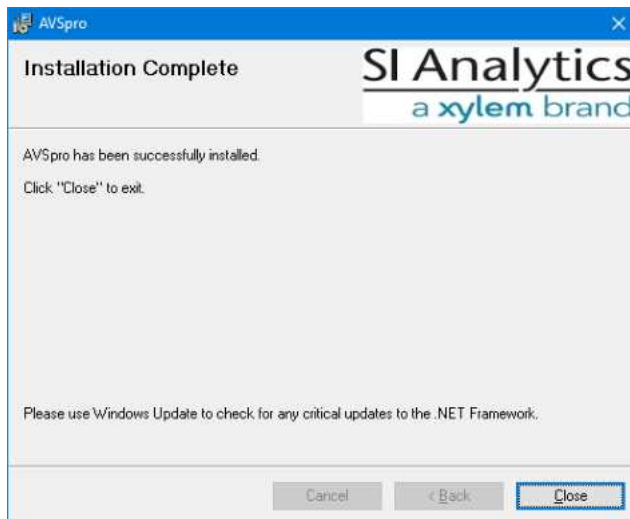 AVSpro
Installation Complete
SI Analytics
a xylem brand
AVSpro has been successfully installed.
Click "Close" to exit.
Please use Windows Update to check for any critical updates to the .NET Framework.
Cancel
< Back
Close